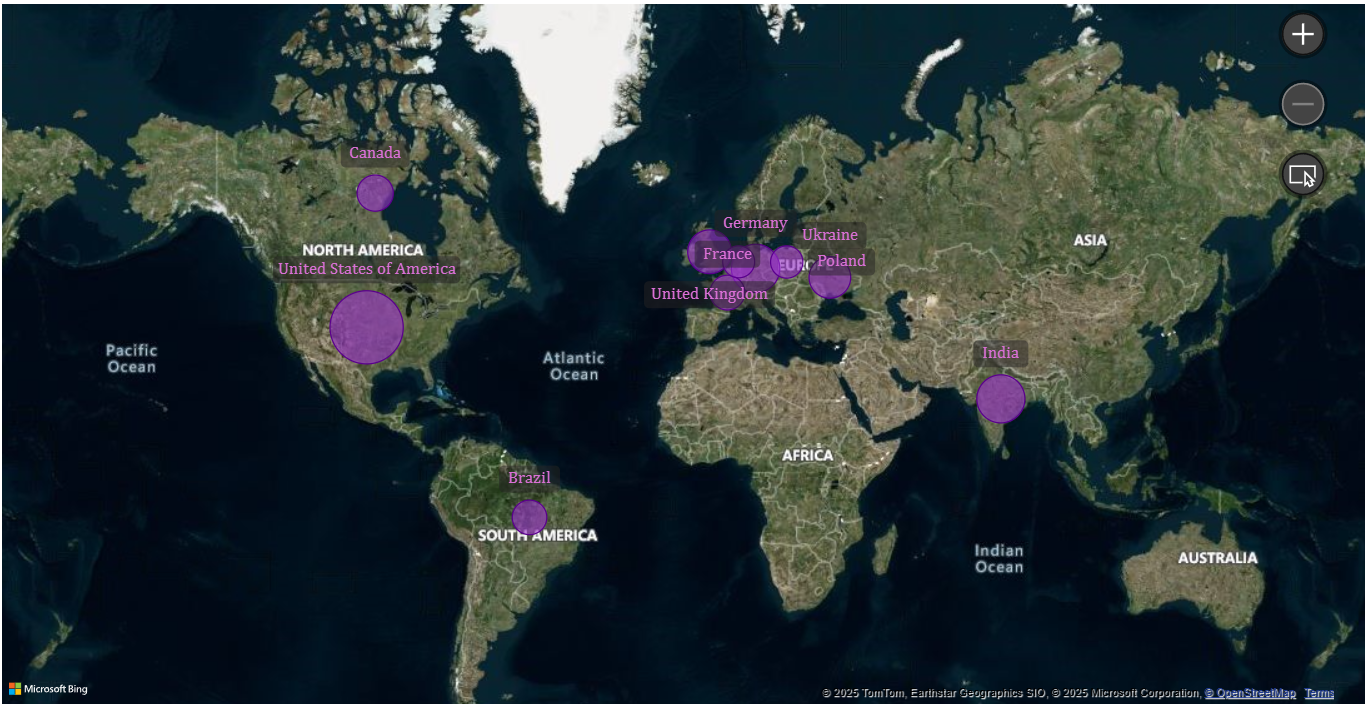 Canada
NORTH AMERICA
United States of America
Germany
Ukraine
France
EUROPE
Poland
United Kingdom
ASIA
Pacific
Ocean
Atlantic
Ocean
India
AFRICA
Brazil
SOUTH AMERICA
Indian
Ocean
AUSTRALIA
Microsoft Bing
© 2025 TomTom, Earthstar Geographics SIO, © 2025 Microsoft Corporation, © OpenStreetMap Terms